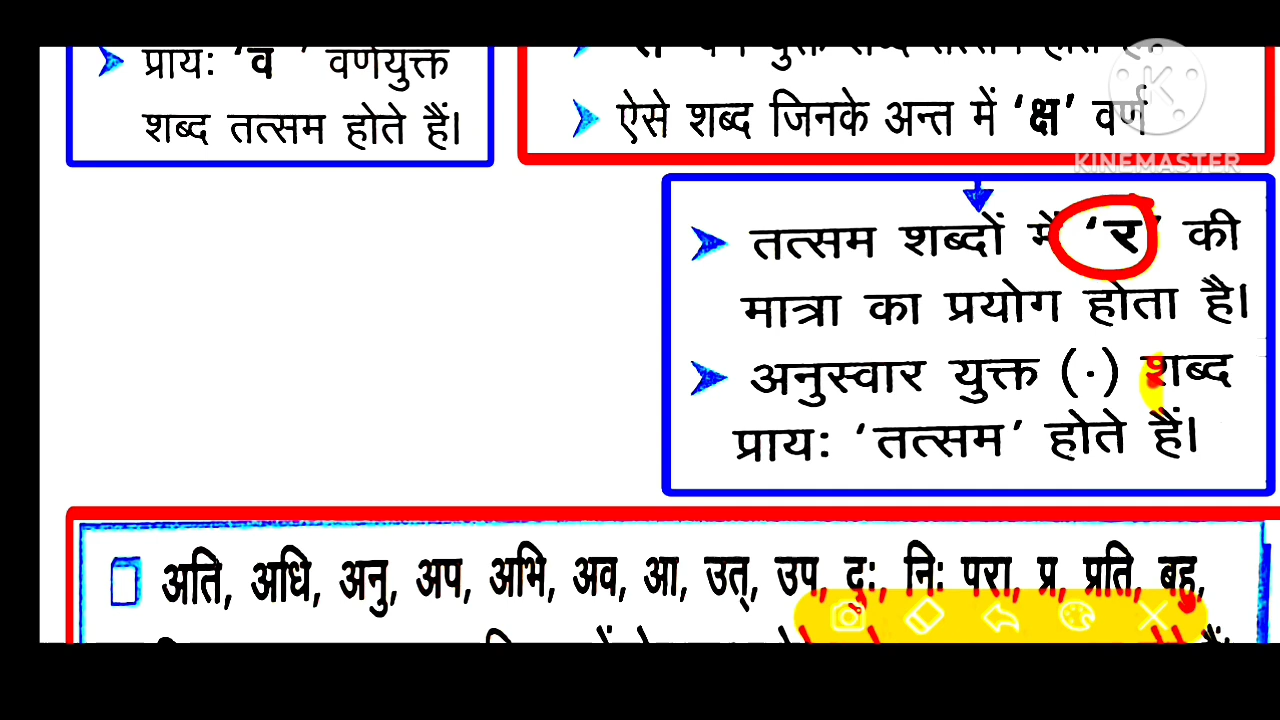 प्रायः ‘व ’ वर्णयुक्त
शब्द तत्सम होते हैं।
ऐसे शब्द जिनके अन्त में ‘क्ष’ वर्ण
KINEMASTER
तत्सम शब्दों में ‘र’ की
मात्रा का प्रयोग होता है।
अनुस्वार युक्त (·) शब्द
प्रायः ‘तत्सम’ होते हैं।
अति, अधि, अनु, अप, अभि, अव, आ, उत्, उप, दुः, निः परा, प्र, प्रति, बहु,